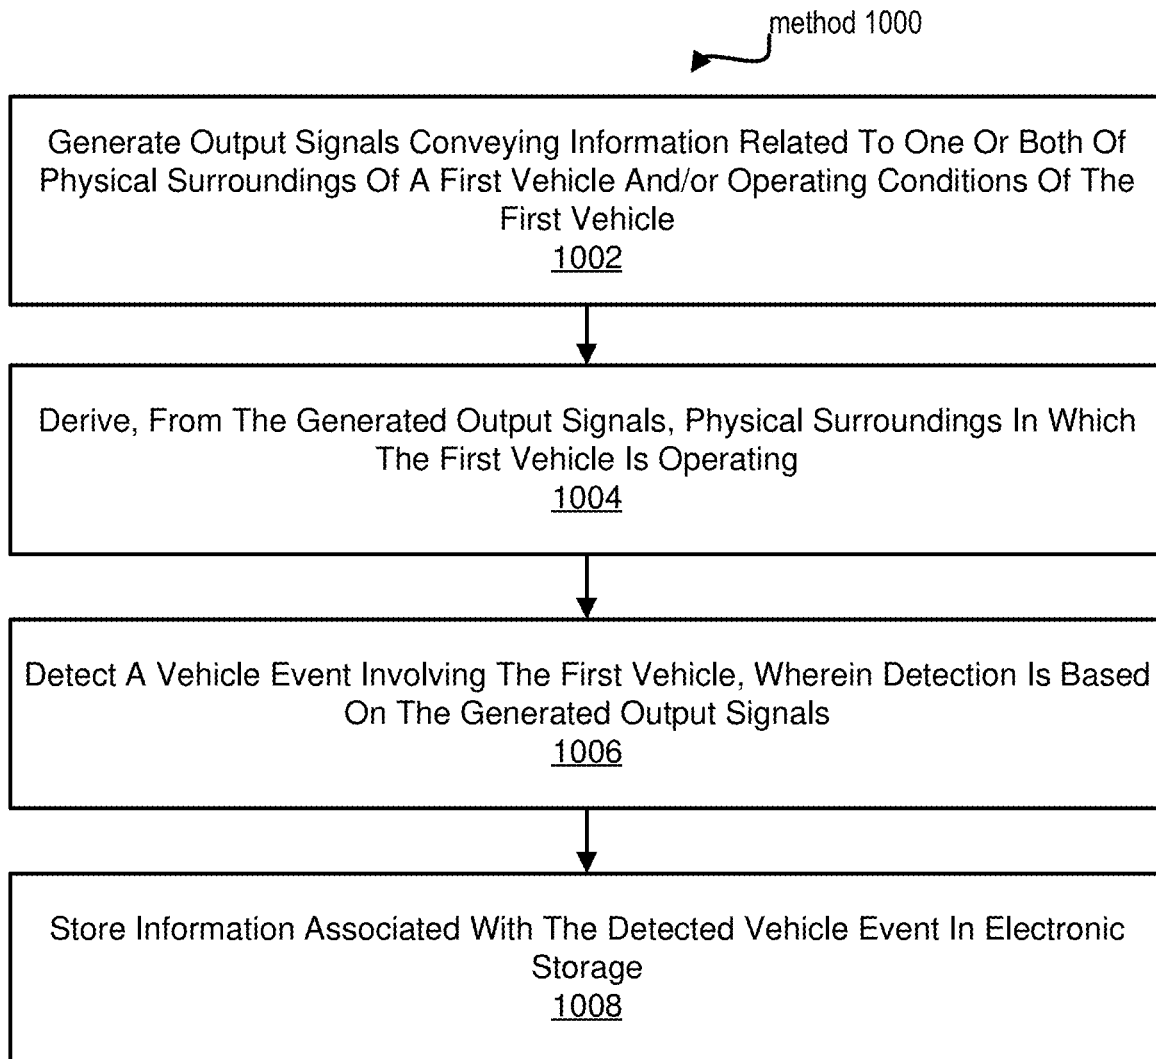 method 1000
Generate Output Signals Conveying Information Related To One Or Both Of
Physical Surroundings Of A First Vehicle And/or Operating Conditions Of The
First Vehicle
1002
Derive, From The Generated Output Signals, Physical Surroundings In Which
The First Vehicle Is Operating
1004
Detect A Vehicle Event Involving The First Vehicle, Wherein Detection Is Based
On The Generated Output Signals
1006
Store Information Associated With The Detected Vehicle Event In Electronic
Storage
1008